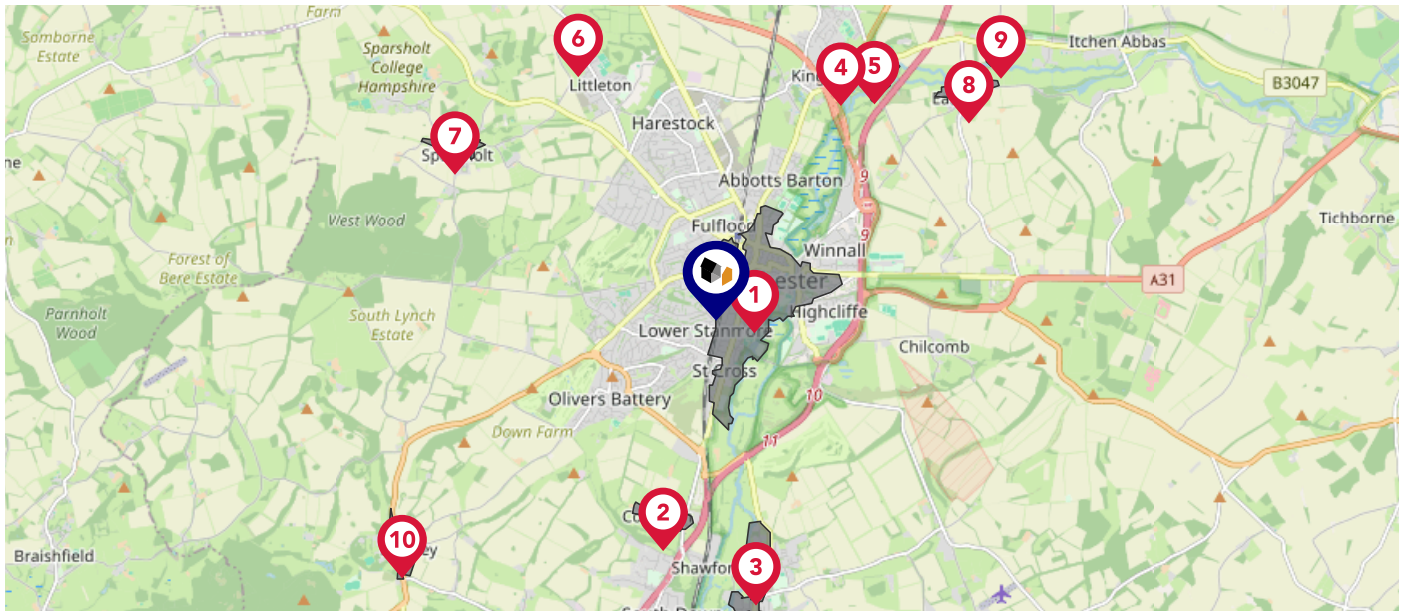 Farm
Somborne
Estate
Sparsholt
College
Hampshire
6
Littleton
4
5
9
Itchen Abbas
8
B3047
Harestock
7
Abbotts Barton
9
West Wood
Fulflood
Winnall
9
Tichborne
Forest of
Bere Estate
A31
1
Parnholt
Wood
South Lynch
Estate
Highcliffe
Lower Stanmore
Chilcomb
St Cross
Olivers Battery
10
Down Farm
11
2
10
Braishfield
3